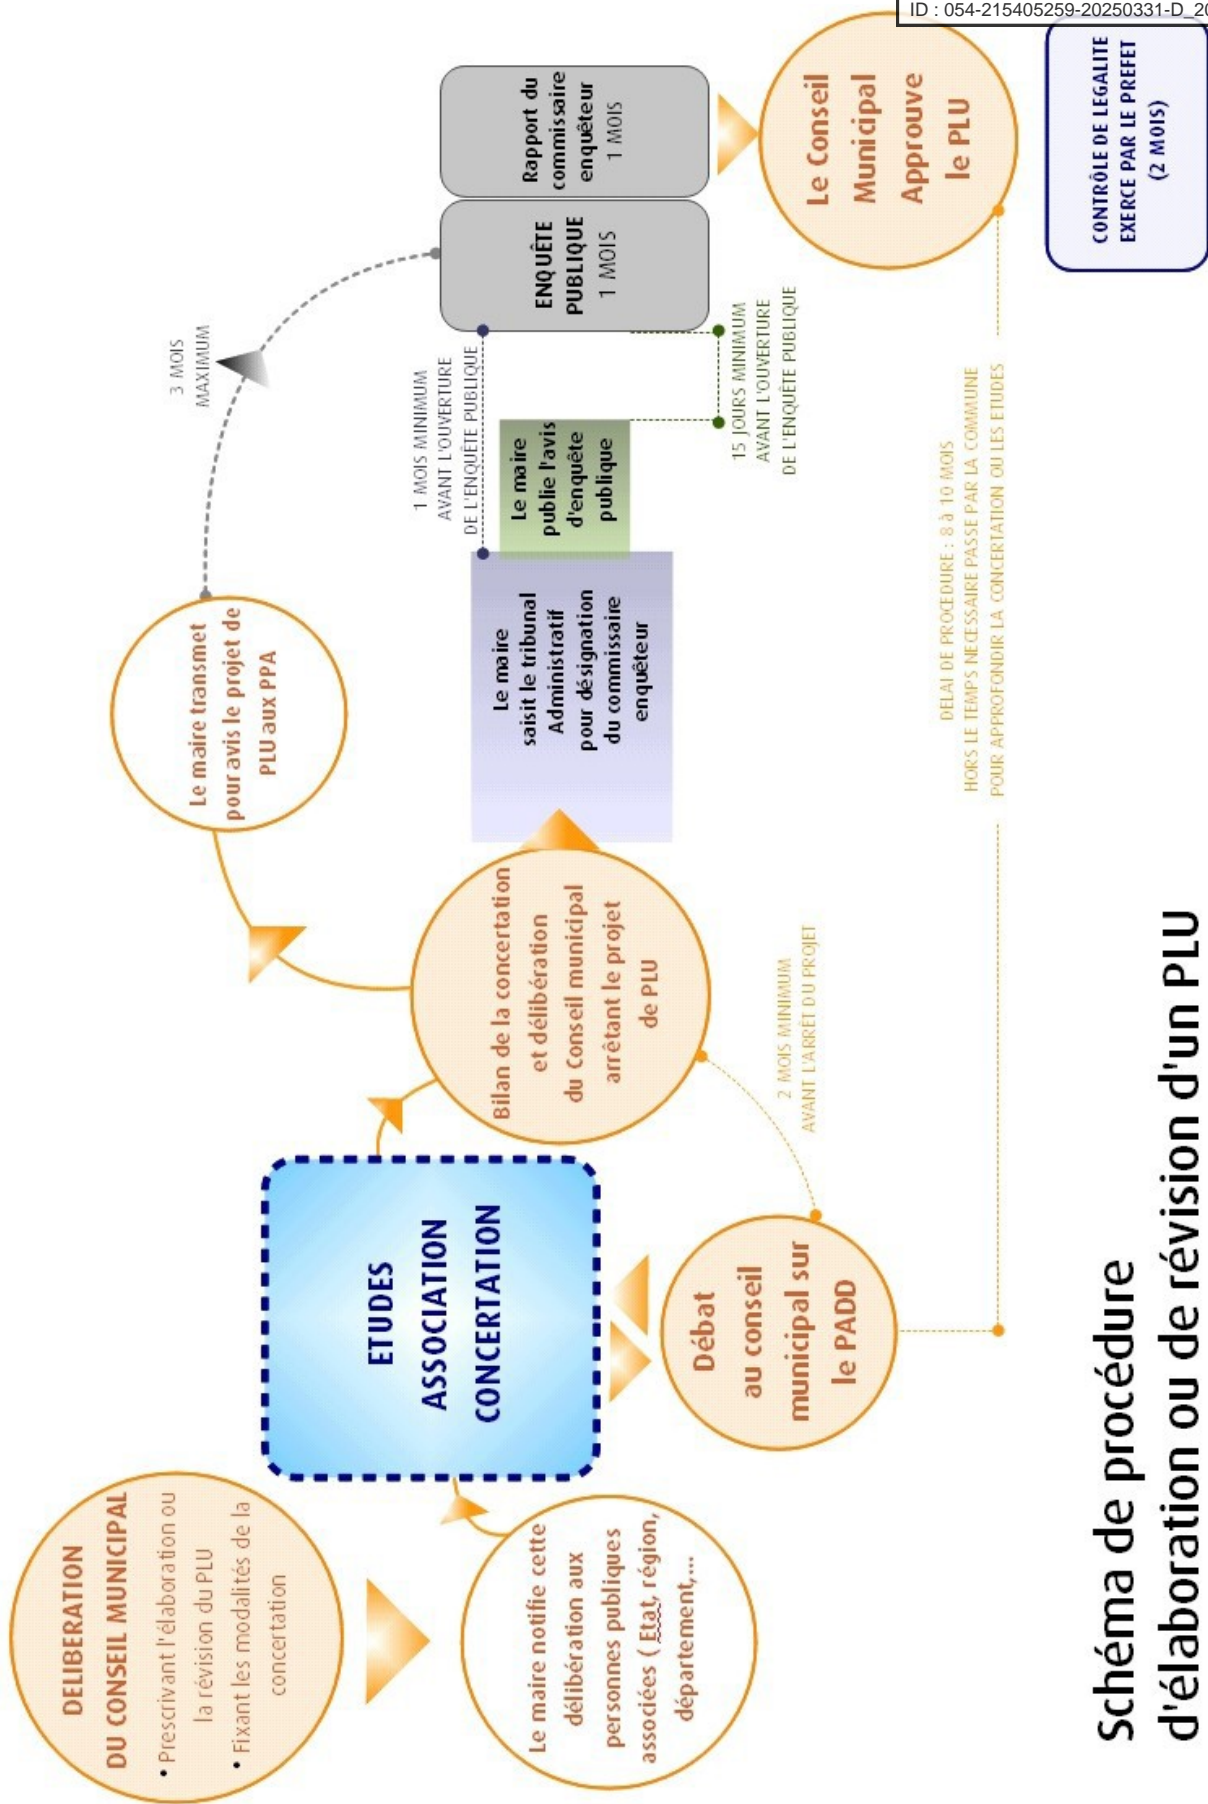 ID : 054-215405259-20250331-D_20
DELIBERATION
DU CONSEIL MUNICIPAL
• Prescrivant l'élaboration ou
la révision du PLU
• Fixant les modalités de la
concertation
Le maire notifie cette
délibération aux
personnes publiques
associées ( Etat, région,
département,...
ETUDES
ASSOCIATION
CONCERTATION
Débat
au conseil
municipal sur
le PADD
2 MOIS MINIMUM
AVANT L'ARRÊT DU PROJET
Bilan de la concertation
et délibération
du Conseil municipal
arrêtant le projet
de PLU
Le maire transmet
pour avis le projet de
PLU aux PPA
3 MOIS
MAXIMUM
Le maire
saisit le tribunal
Administratif
pour désignation
du commissaire
enquêteur
1 MOIS MINIMUM
AVANT L'OUVERTURE
DE L'ENQUÊTE PUBLIQUE
Le maire
publie l'avis
d'enquête
publique
15 JOURS MINIMUM
AVANT L'OUVERTURE
DE L'ENQUÊTE PUBLIQUE
ENQUÊTE
PUBLIQUE
1 MOIS
Rapport du
commissaire
enquêteur
1 MOIS
Le Conseil
Municipal
Approuve
le PLU
DELAI DE PROCEDURE : 8 à 10 MOIS
HORS LE TEMPS NECESSAIRE PASSE PAR LA COMMUNE
POUR APPROFONDIR LA CONCERTATION OU LES ETUDES
CONTRÔLE DE LEGALITE
EXERCE PAR LE PREFET
(2 MOIS)
Schéma de procédure
d'élaboration ou de révision d'un PLU